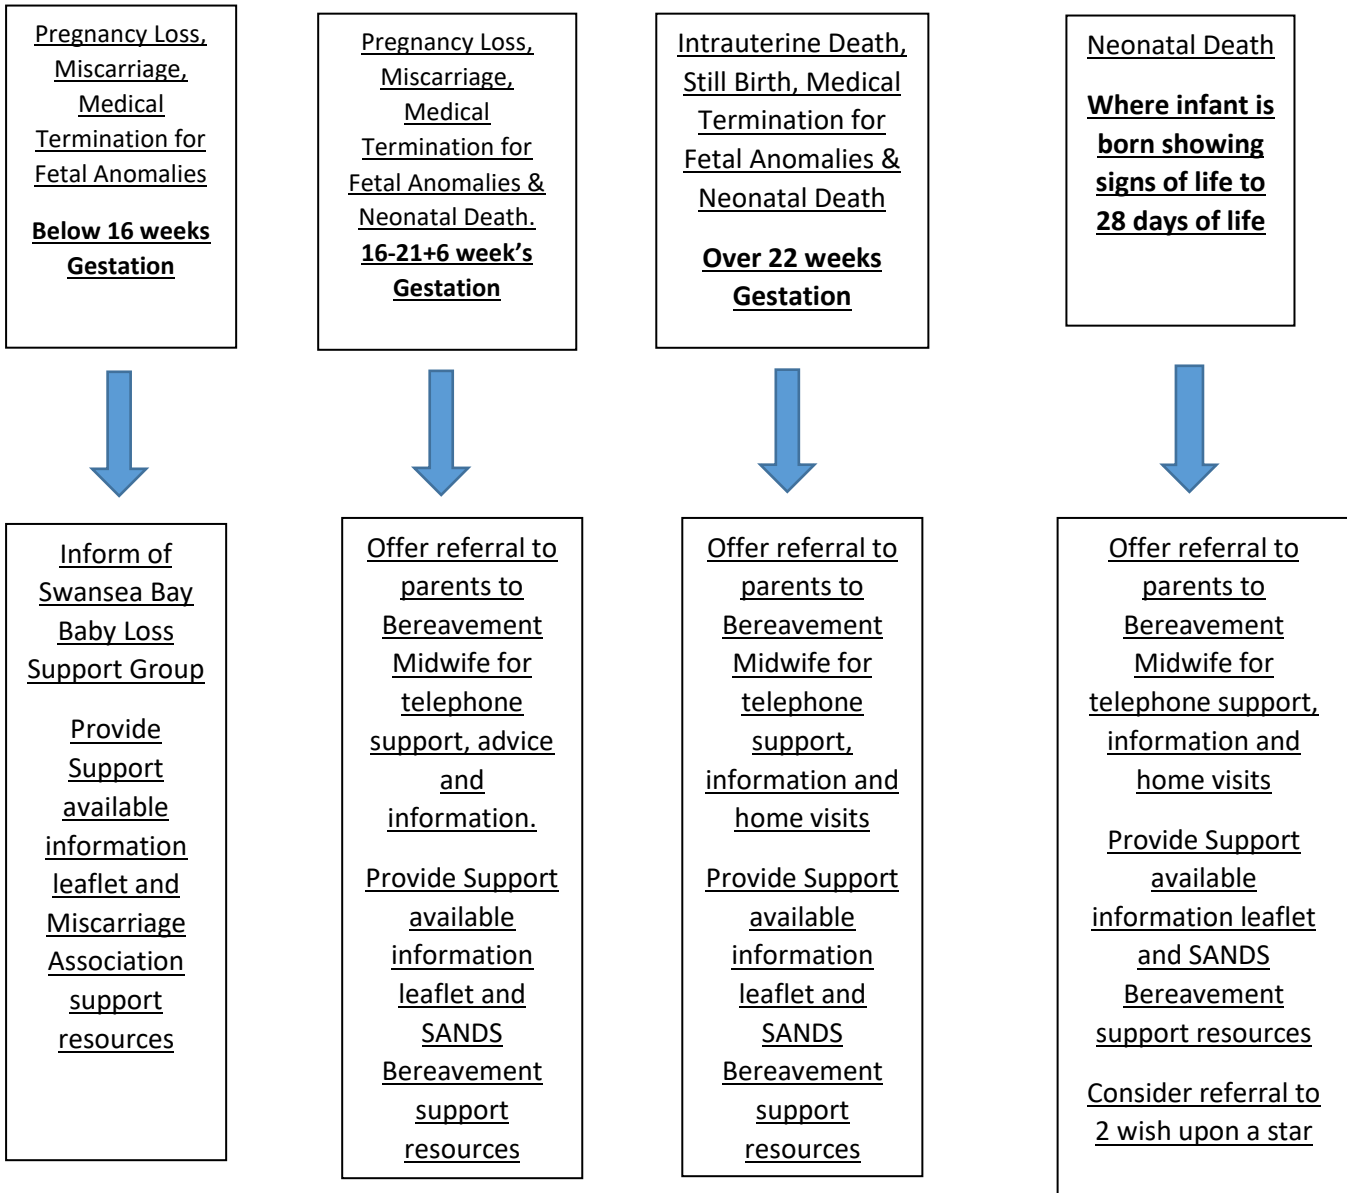 Pregnancy Loss,
Miscarriage,
Medical
Termination for
Fetal Anomalies
Below 16 weeks
Gestation
Pregnancy Loss,
Miscarriage,
Medical
Termination for
Fetal Anomalies &
Neonatal Death.
16-21+6 week’s
Gestation
Intrauterine Death,
Still Birth, Medical
Termination for
Fetal Anomalies &
Neonatal Death
Over 22 weeks
Gestation
Neonatal Death
Where infant is
born showing
signs of life to
28 days of life
Inform of
Swansea Bay
Baby Loss
Support Group
Provide
Support
available
information
leaflet and
Miscarriage
Association
support
resources
Offer referral to
parents to
Bereavement
Midwife for
telephone
support, advice
and
information.
Provide Support
available
information
leaflet and
SANDS
Bereavement
support
resources
Offer referral to
parents to
Bereavement
Midwife for
telephone
support,
information and
home visits
Provide Support
available
information
leaflet and
SANDS
Bereavement
support
resources
Offer referral to
parents to
Bereavement
Midwife for
telephone support,
information and
home visits
Provide Support
available
information leaflet
and SANDS
Bereavement
support resources
Consider referral to
2 wish upon a star